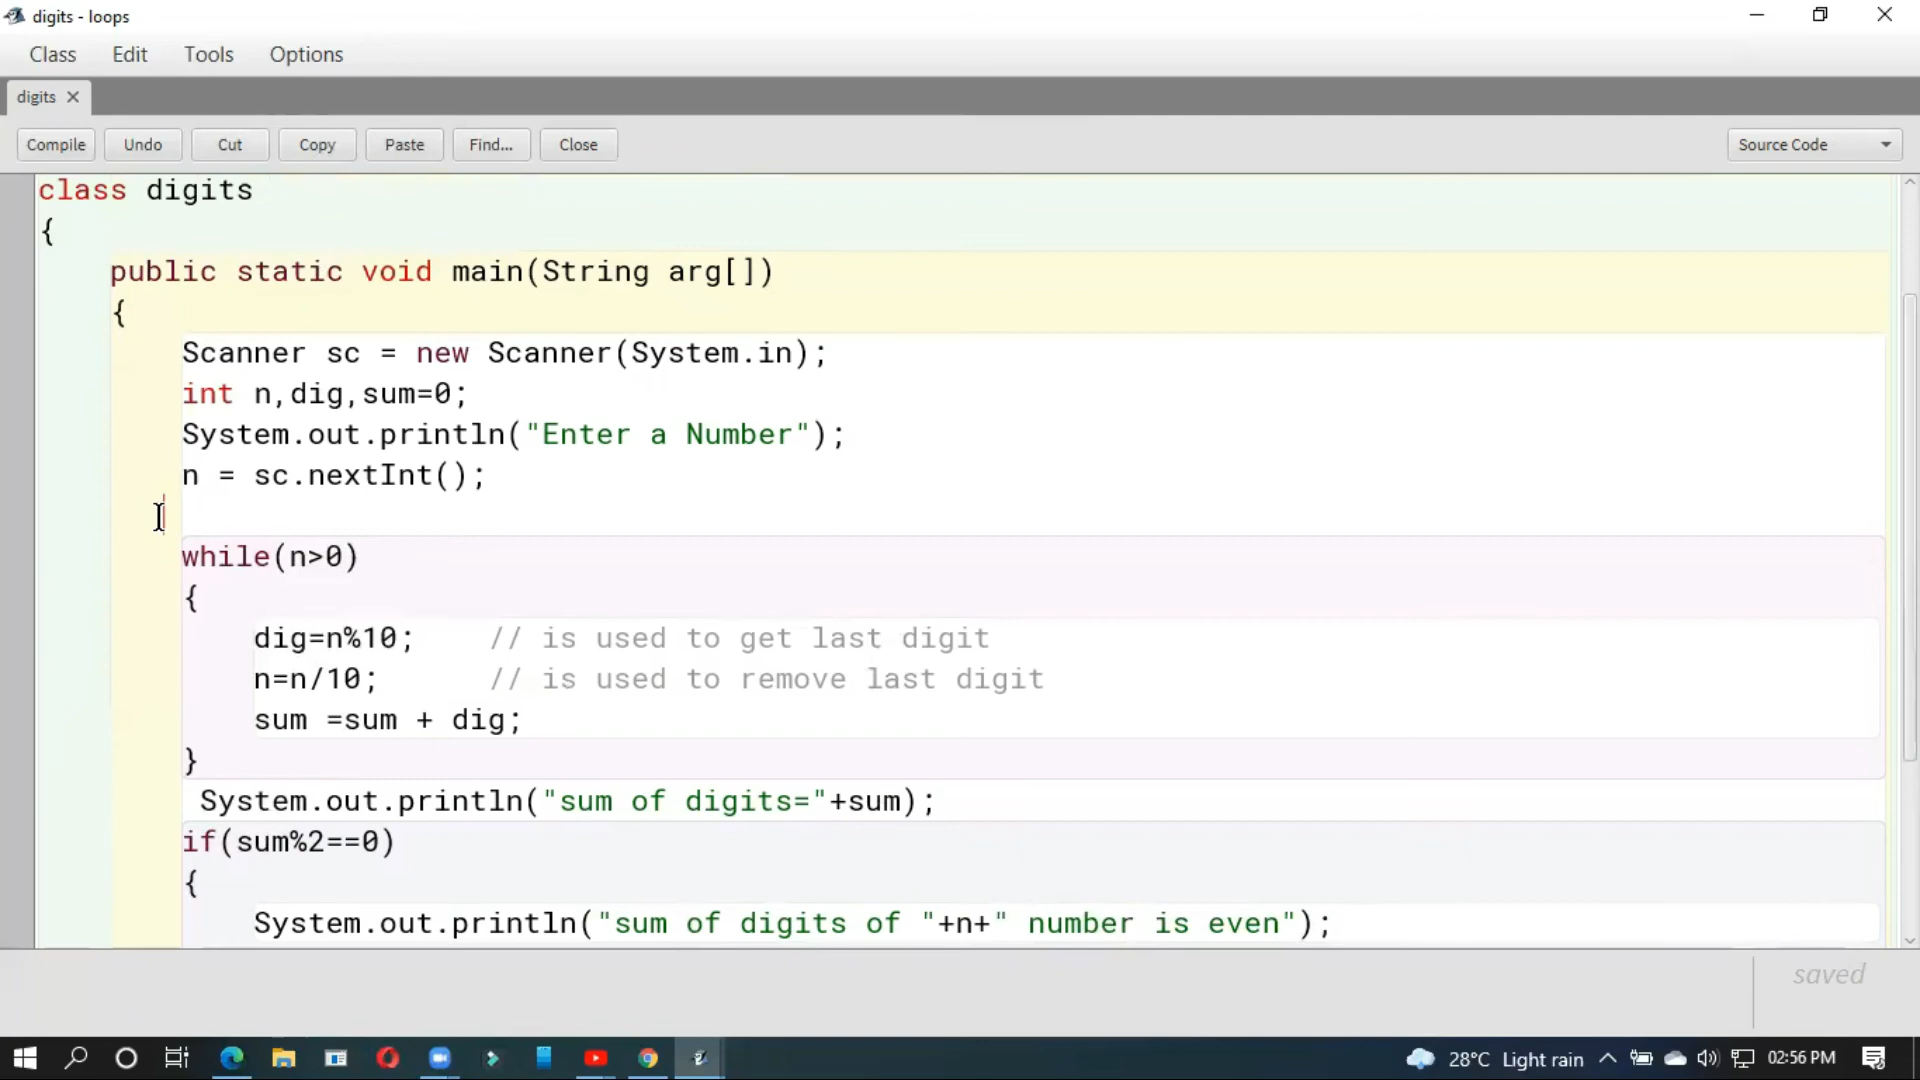 digits - loops
Class Edit Tools Options
digits
Compile Undo Cut Copy Paste Find... Close Source Code
class digits
{
public static void main(String arg[])
{
Scanner sc = new Scanner(System.in);
int n,dig,sum=0;
System.out.println("Enter a Number");
n = sc.nextInt();
while(n>0)
{
dig=n%10; // is used to get last digit
n=n/10; // is used to remove last digit
sum =sum + dig;
}
System.out.println("sum of digits="+sum);
if(sum%2==0)
{
System.out.println("sum of digits of "+n+" number is even");
saved
28°C Light rain 02:56 PM